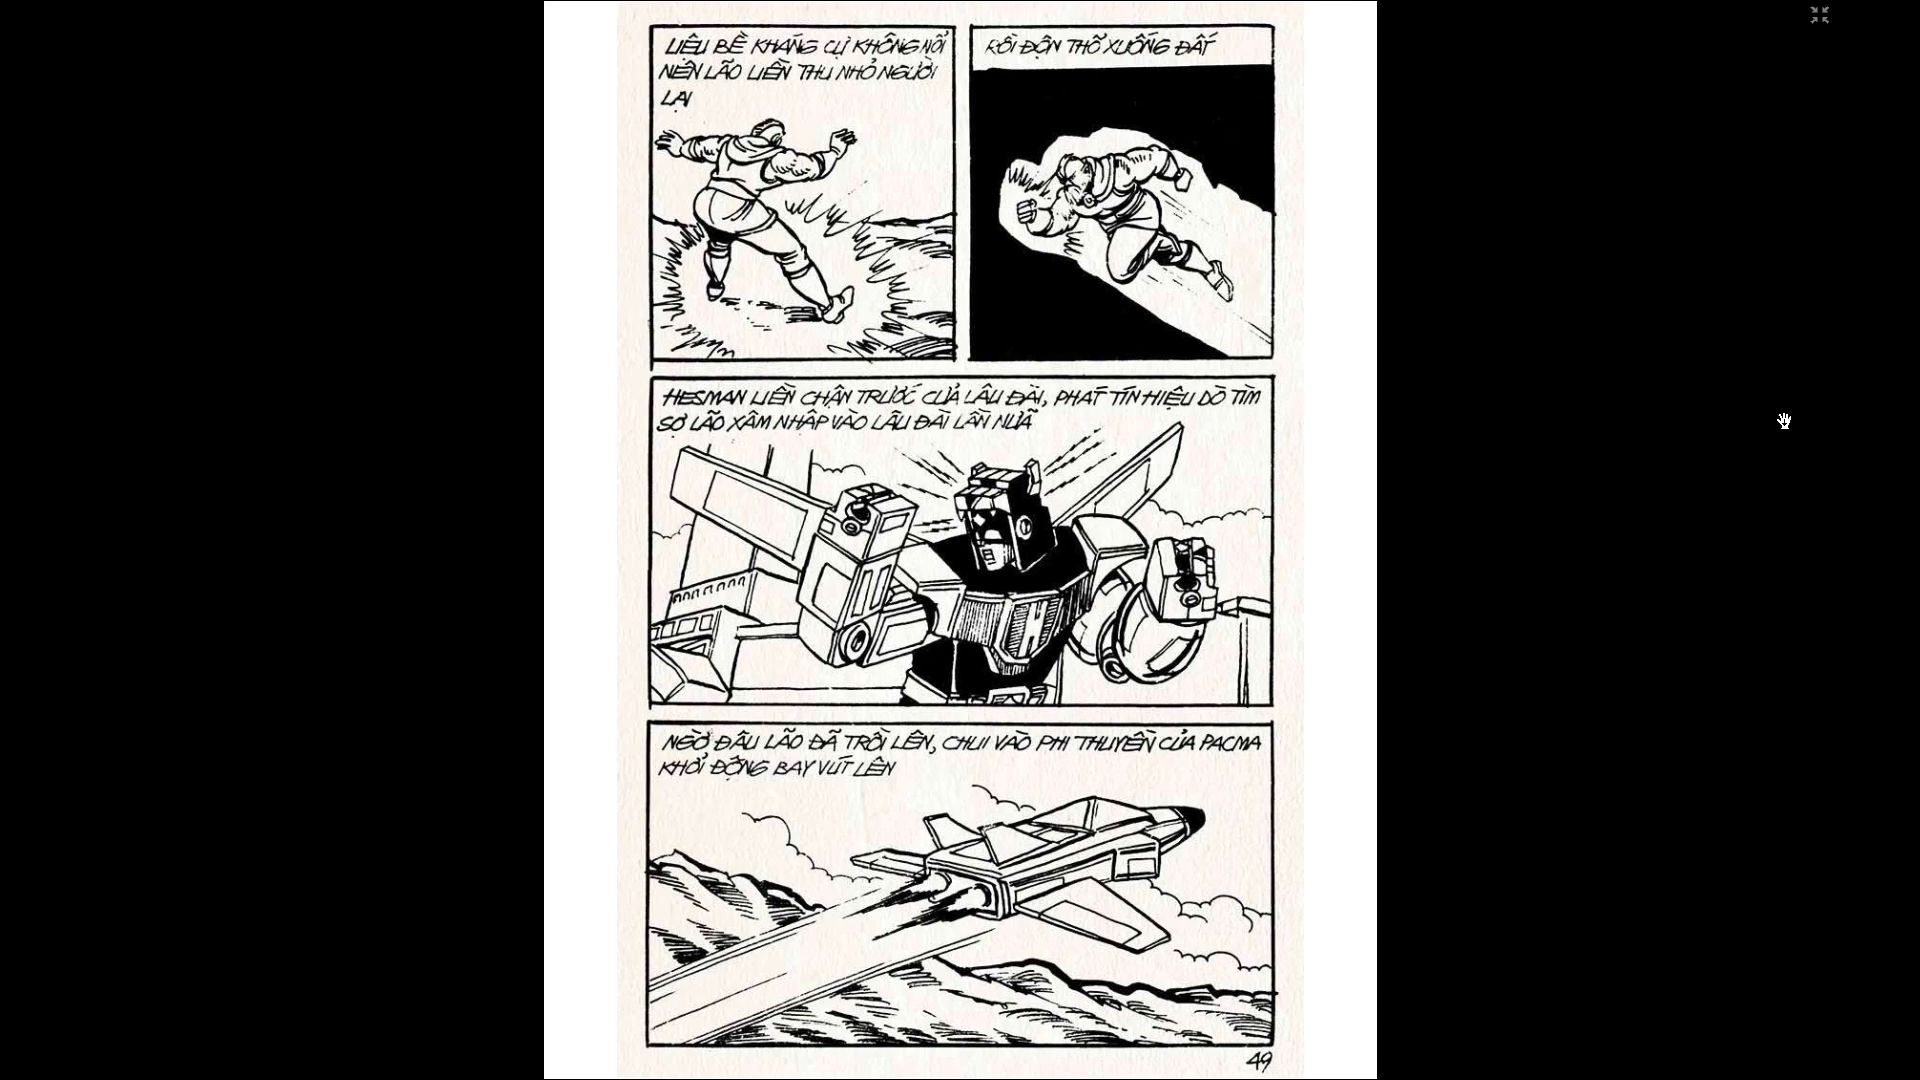 LIỆU BỀ KHÁNG CỰ KHÔNG NỔI
NÊN LÃO LIỀN THU NHỎ NGƯỜI
LẠI
RỒI ĐỘN THỔ XUỐNG ĐẤT
HESMAN LIỀN CHẬN TRƯỚC CỬA LÂU ĐÀI, PHÁT TÍN HIỆU DÒ TÌM
SỢ LÃO XÂM NHẬP VÀO LÂU ĐÀI LẦN NỮA
NGỜ ĐÂU LÃO ĐÃ TRỒI LÊN, CHUI VÀO PHI THUYỀN CỦA PACMA
KHỞI ĐỘNG BAY VÚT LÊN
49